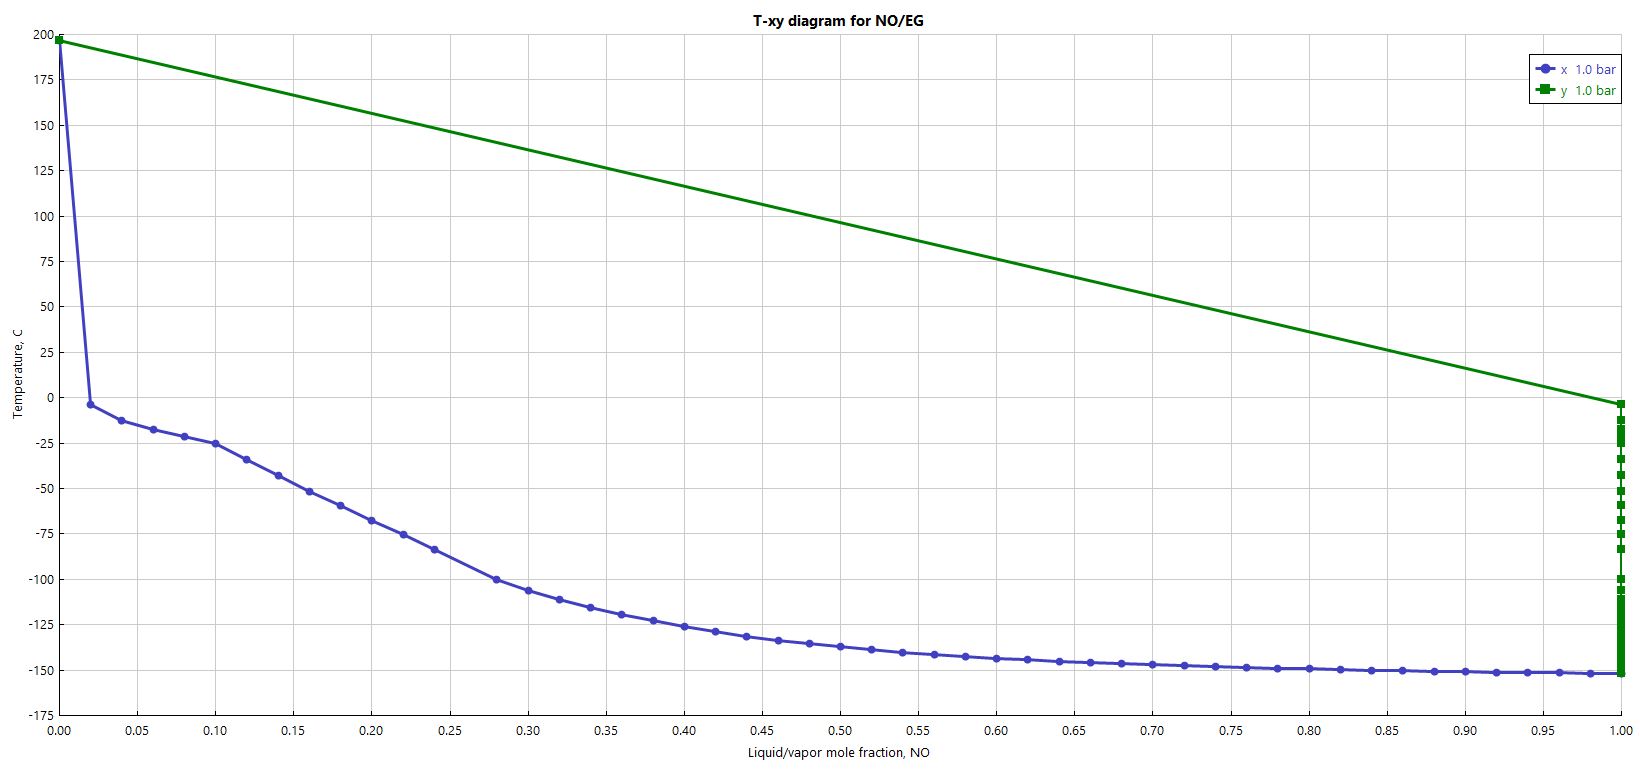 T-xy diagram for NO/EG
x 1.0 bar
y 1.0 bar
Temperature, C
200
175
150
125
100
75
50
25
0
-25
-50
-75
-100
-125
-150
-175
0.00 0.05 0.10 0.15 0.20 0.25 0.30 0.35 0.40 0.45 0.50 0.55 0.60 0.65 0.70 0.75 0.80 0.85 0.90 0.95 1.00
Liquid/vapor mole fraction, NO